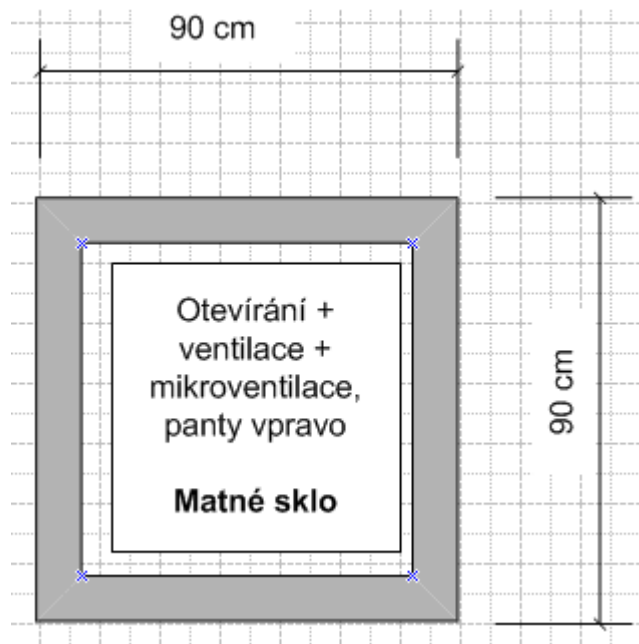 90 cm
Otevírání +
ventilace +
mikroventilace,
panty vpravo
Matné sklo
90 cm